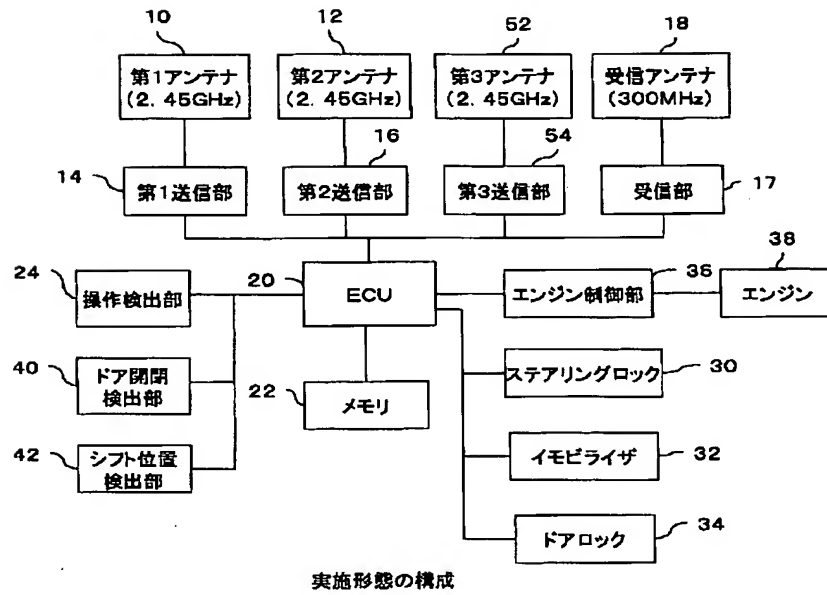 10
12
52
18
第1アンテナ
(2. 45GHz)
第2アンテナ
(2. 45GHz)
第3アンテナ
(2. 45GHz)
受信アンテナ
(300MHz)
14
16
54
17
第1送信部
第2送信部
第3送信部
受信部
24
20
36
38
操作検出部
ECU
エンジン制御部
エンジン
40
ドア開閉
検出部
22
メモリ
ステアリングロック
30
42
シフト位置
検出部
イモビライザ
32
ドアロック
34
実施形態の構成